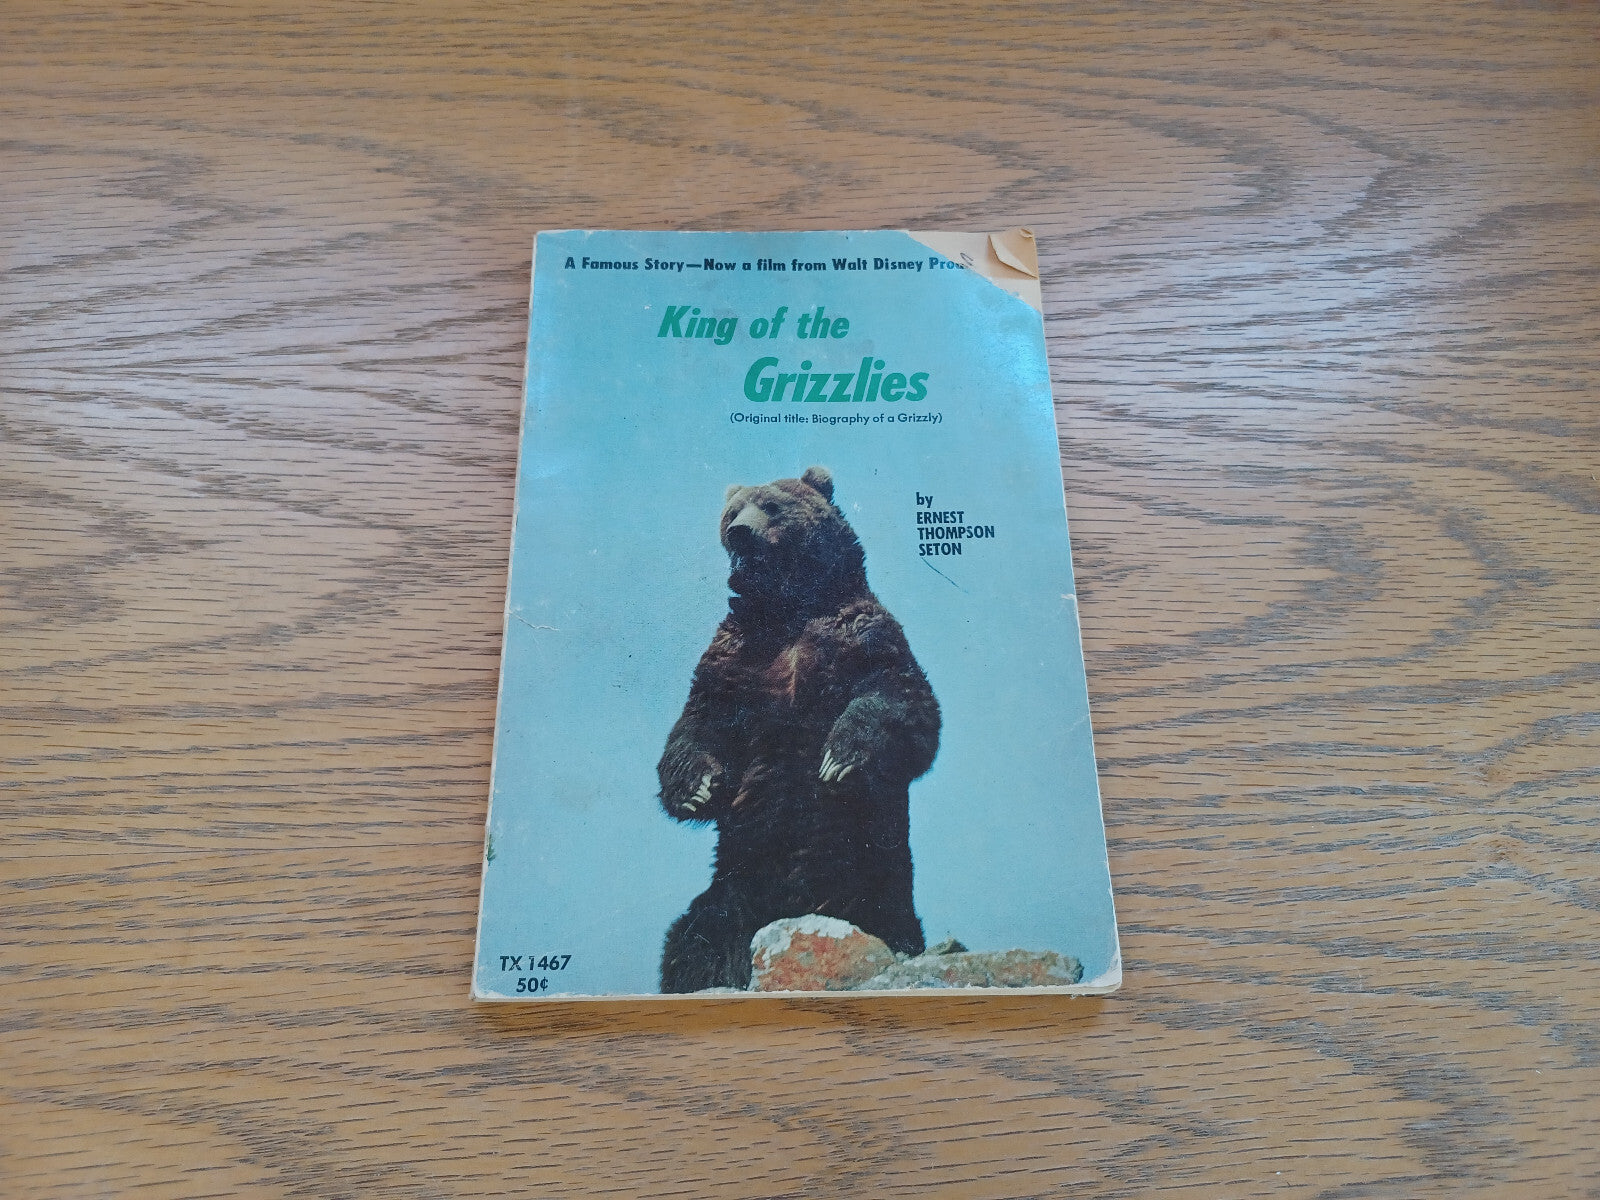 A Famous Story—Now a film from Walt Disney
King of the
Grizzlies
(Original title: Biography of a Grizzly)
by
ERNEST
THOMPSON
SETON
TX 1467
50¢